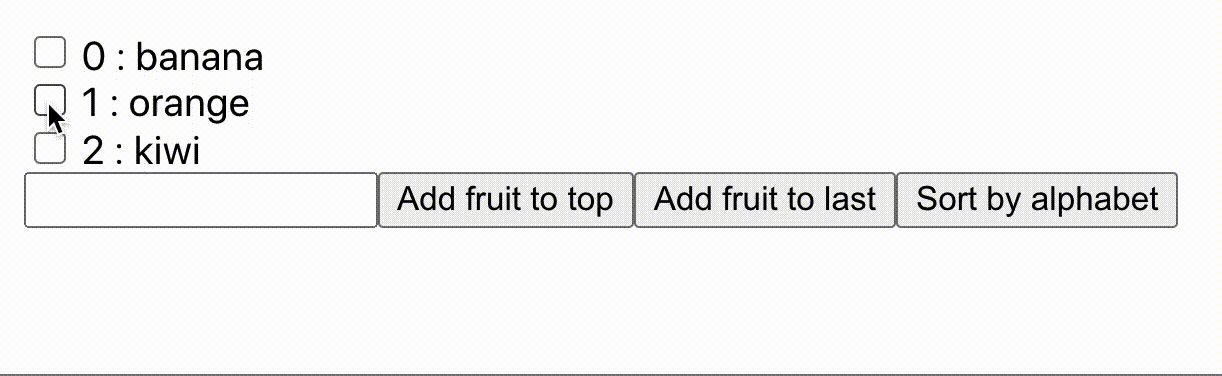 0 : banana
1 : orange
2 : kiwi
Add fruit to top Add fruit to last Sort by alphabet